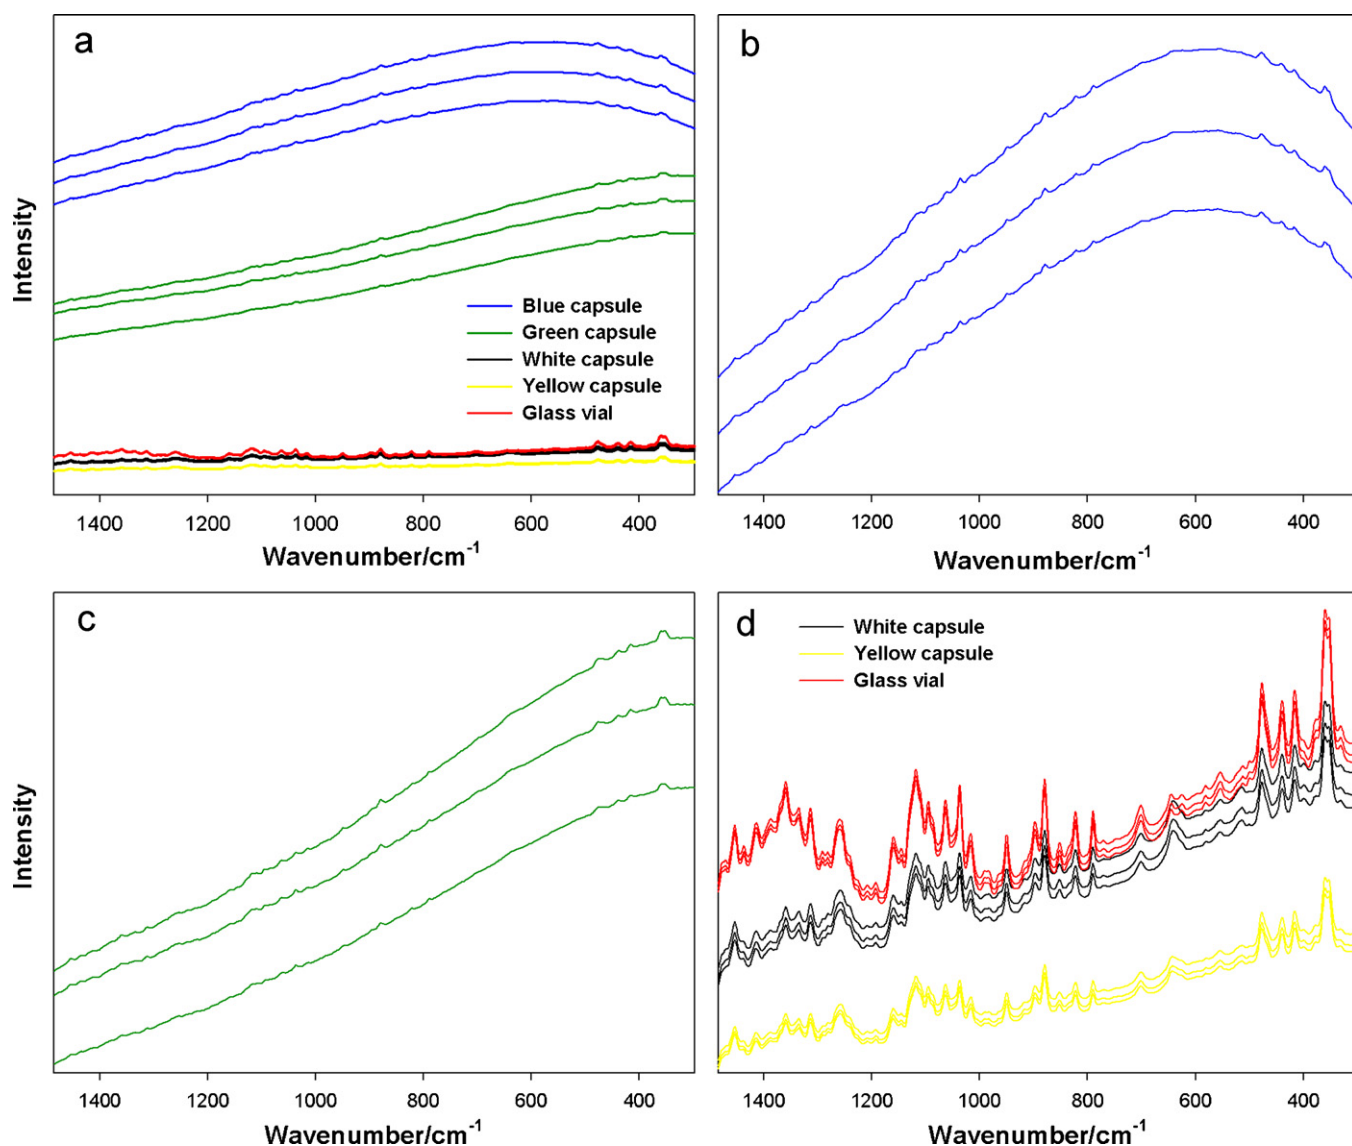 a
Intensity
Blue capsule
Green capsule
White capsule
Yellow capsule
Glass vial
1400 1200 1000 800 600 400
Wavenumber/cm⁻¹
b
1400 1200 1000 800 600 400
Wavenumber/cm⁻¹
c
Intensity
1400 1200 1000 800 600 400
Wavenumber/cm⁻¹
d
White capsule
Yellow capsule
Glass vial
1400 1200 1000 800 600 400
Wavenumber/cm⁻¹